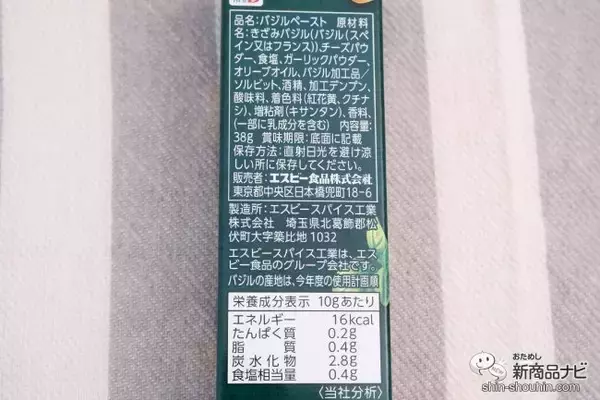 品名:バジルペースト 原材料
名:きざみバジル(バジル(ス
ペイン又はフランス))、チーズパウ
ダー、食塩、ガーリックパウダー、
オリーブオイル、バジル加工品/
ソルビット、酒精、加工デンプン、
酸味料、着色料(紅花黄、クチナ
シ)、増粘剤(キサンタン)、香料、
(一部に乳成分を含む) 内容量:
38g 賞味期限:底面に記載
保存方法:直射日光を避け涼
しい所に保存してください。
販売者:エスビー食品株式会社
東京都中央区日本橋兜町18-6
製造所:エスビースパイス工業
株式会社 埼玉県北葛飾郡松
伏町大字築比地 1032
エスビースパイス工業は、エス
ビー食品のグループ会社です。
バジルの産地は、今年度の使用計画順
栄養成分表示 10gあたり
エネルギー 16kcal
たんぱく質 0.2g
脂質 0.4g
炭水化物 2.8g
食塩相当量 0.4g
〈当社分析〉
おためし
新商品ナビ
shin-shouhin.com